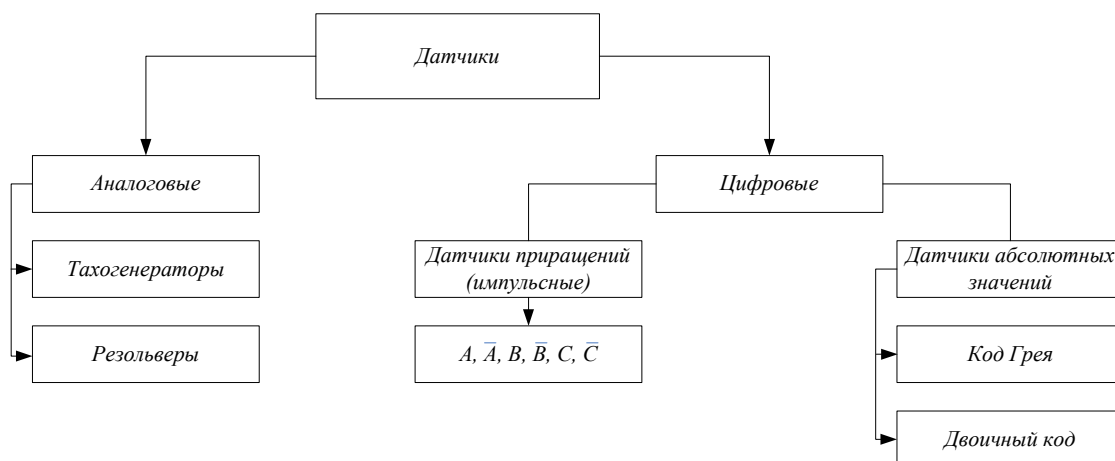 Датчики
Аналоговые
Цифровые
Тахогенераторы
Датчики приращений
(импульсные)
Датчики абсолютных
значений
Резольверы
A, A̅, B, B̅, C, C̅
Код Грея
Двоичный код